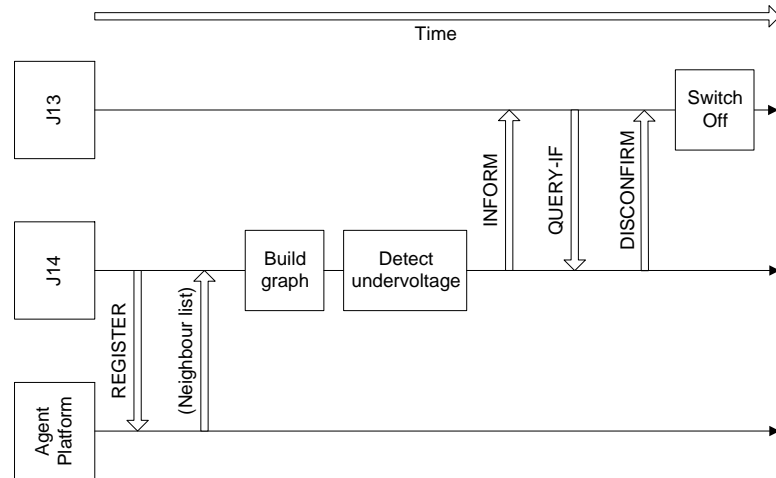 Time
J13
Switch
Off
INFORM
QUERY-IF
DISCONFIRM
J14
Build
graph
Detect
undervoltage
REGISTER
(Neighbour list)
Agent
Platform